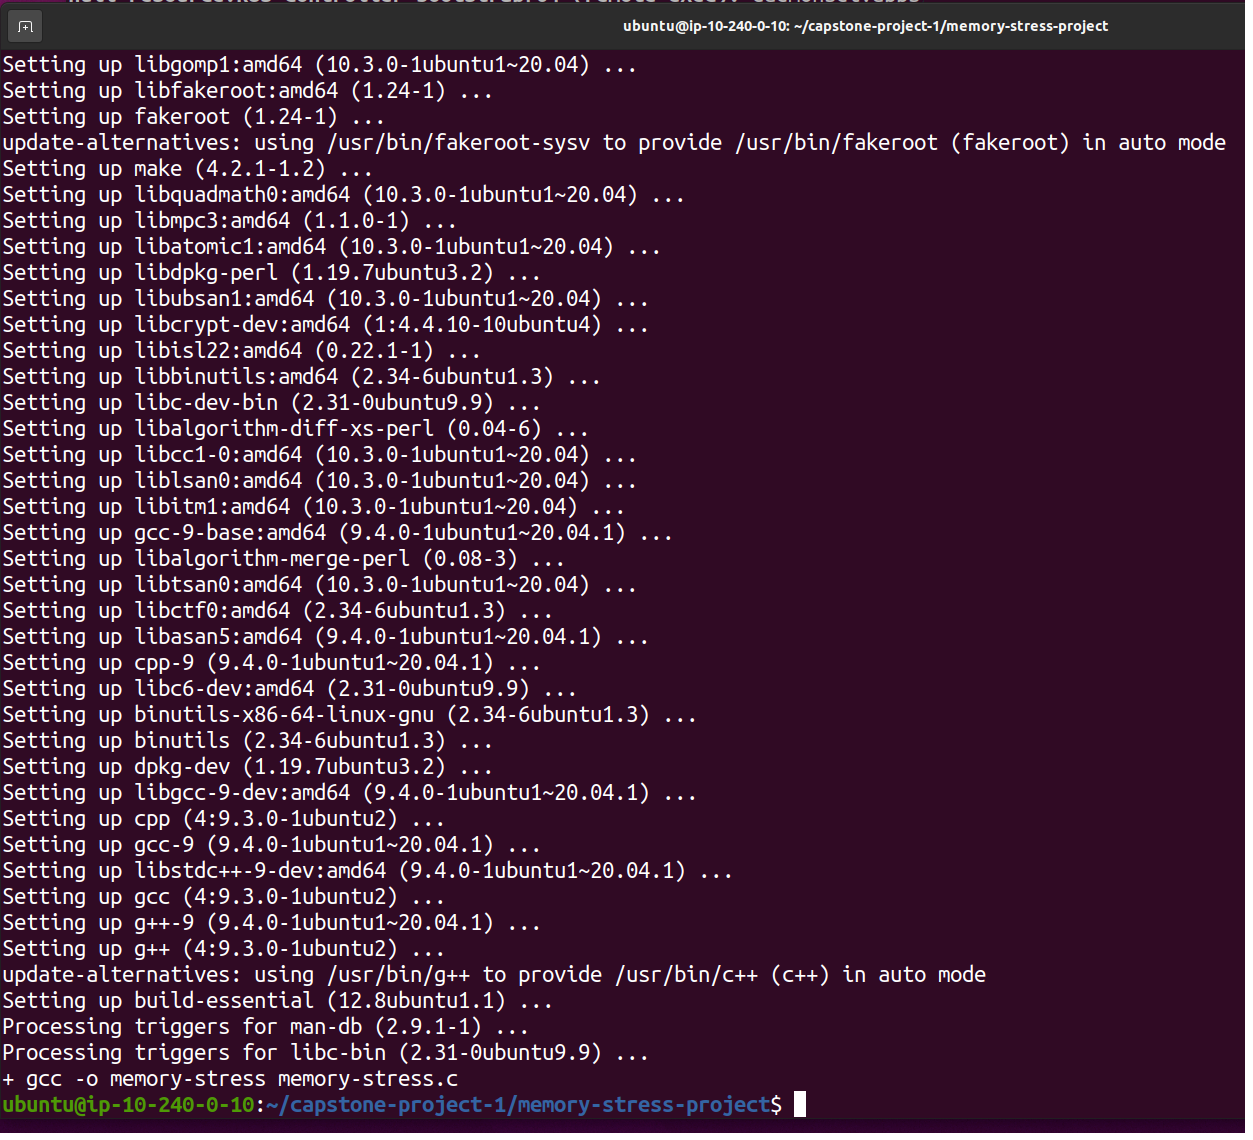 ubuntu@ip-10-240-0-10: ~/capstone-project-1/memory-stress-project
Setting up libgomp1:amd64 (10.3.0-1ubuntu1~20.04) ...
Setting up libfakeroot:amd64 (1.24-1) ...
Setting up fakeroot (1.24-1) ...
update-alternatives: using /usr/bin/fakeroot-sysv to provide /usr/bin/fakeroot (fakeroot) in auto mode
Setting up make (4.2.1-1.2) ...
Setting up libquadmath0:amd64 (10.3.0-1ubuntu1~20.04) ...
Setting up libmpc3:amd64 (1.1.0-1) ...
Setting up libatomic1:amd64 (10.3.0-1ubuntu1~20.04) ...
Setting up libdpkg-perl (1.19.7ubuntu3.2) ...
Setting up libubsan1:amd64 (10.3.0-1ubuntu1~20.04) ...
Setting up libcrypt-dev:amd64 (1:4.4.10-10ubuntu4) ...
Setting up libisl22:amd64 (0.22.1-1) ...
Setting up libbinutils:amd64 (2.34-6ubuntu1.3) ...
Setting up libc-dev-bin (2.31-0ubuntu9.9) ...
Setting up libalgorithm-diff-xs-perl (0.04-6) ...
Setting up libcc1-0:amd64 (10.3.0-1ubuntu1~20.04) ...
Setting up liblsan0:amd64 (10.3.0-1ubuntu1~20.04) ...
Setting up libitm1:amd64 (10.3.0-1ubuntu1~20.04) ...
Setting up gcc-9-base:amd64 (9.4.0-1ubuntu1~20.04.1) ...
Setting up libalgorithm-merge-perl (0.08-3) ...
Setting up libtsan0:amd64 (10.3.0-1ubuntu1~20.04) ...
Setting up libctf0:amd64 (2.34-6ubuntu1.3) ...
Setting up libasan5:amd64 (9.4.0-1ubuntu1~20.04.1) ...
Setting up cpp-9 (9.4.0-1ubuntu1~20.04.1) ...
Setting up libc6-dev:amd64 (2.31-0ubuntu9.9) ...
Setting up binutils-x86-64-linux-gnu (2.34-6ubuntu1.3) ...
Setting up binutils (2.34-6ubuntu1.3) ...
Setting up dpkg-dev (1.19.7ubuntu3.2) ...
Setting up libgcc-9-dev:amd64 (9.4.0-1ubuntu1~20.04.1) ...
Setting up cpp (4:9.3.0-1ubuntu2) ...
Setting up gcc-9 (9.4.0-1ubuntu1~20.04.1) ...
Setting up libstdc++-9-dev:amd64 (9.4.0-1ubuntu1~20.04.1) ...
Setting up gcc (4:9.3.0-1ubuntu2) ...
Setting up g++-9 (9.4.0-1ubuntu1~20.04.1) ...
Setting up g++ (4:9.3.0-1ubuntu2) ...
update-alternatives: using /usr/bin/g++ to provide /usr/bin/c++ (c++) in auto mode
Setting up build-essential (12.8ubuntu1.1) ...
Processing triggers for man-db (2.9.1-1) ...
Processing triggers for libc-bin (2.31-0ubuntu9.9) ...
+ gcc -o memory-stress memory-stress.c
ubuntu@ip-10-240-0-10:~/capstone-project-1/memory-stress-project$